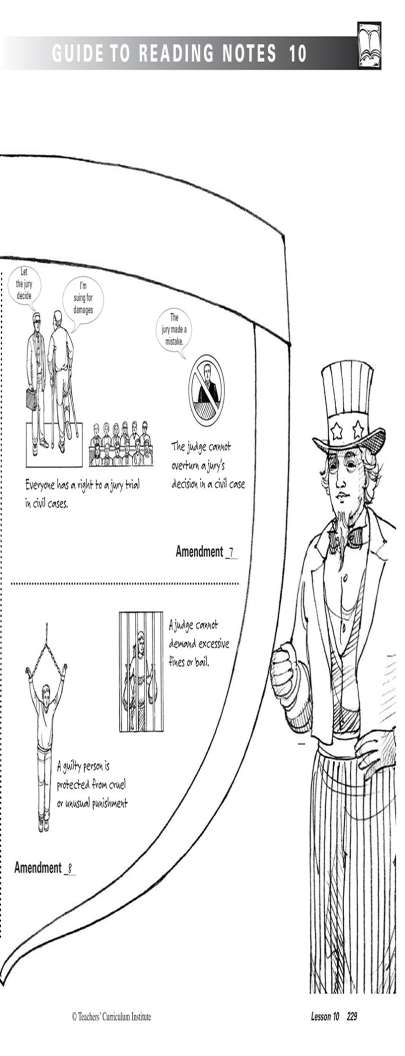 GUIDE TO READING NOTES 10
Let
the jury
decide
I'm
suing for
damages
The
jury made a
mistake.
Everyone has a right to a jury trial
in civil cases.
The judge cannot
overturn a jury's
decision in a civil case
Amendment 7
A judge cannot
demand excessive
fines or bail.
A guilty person is
protected from cruel
or unusual punishment
Amendment 8
© Teachers' Curriculum Institute
Lesson 10 229